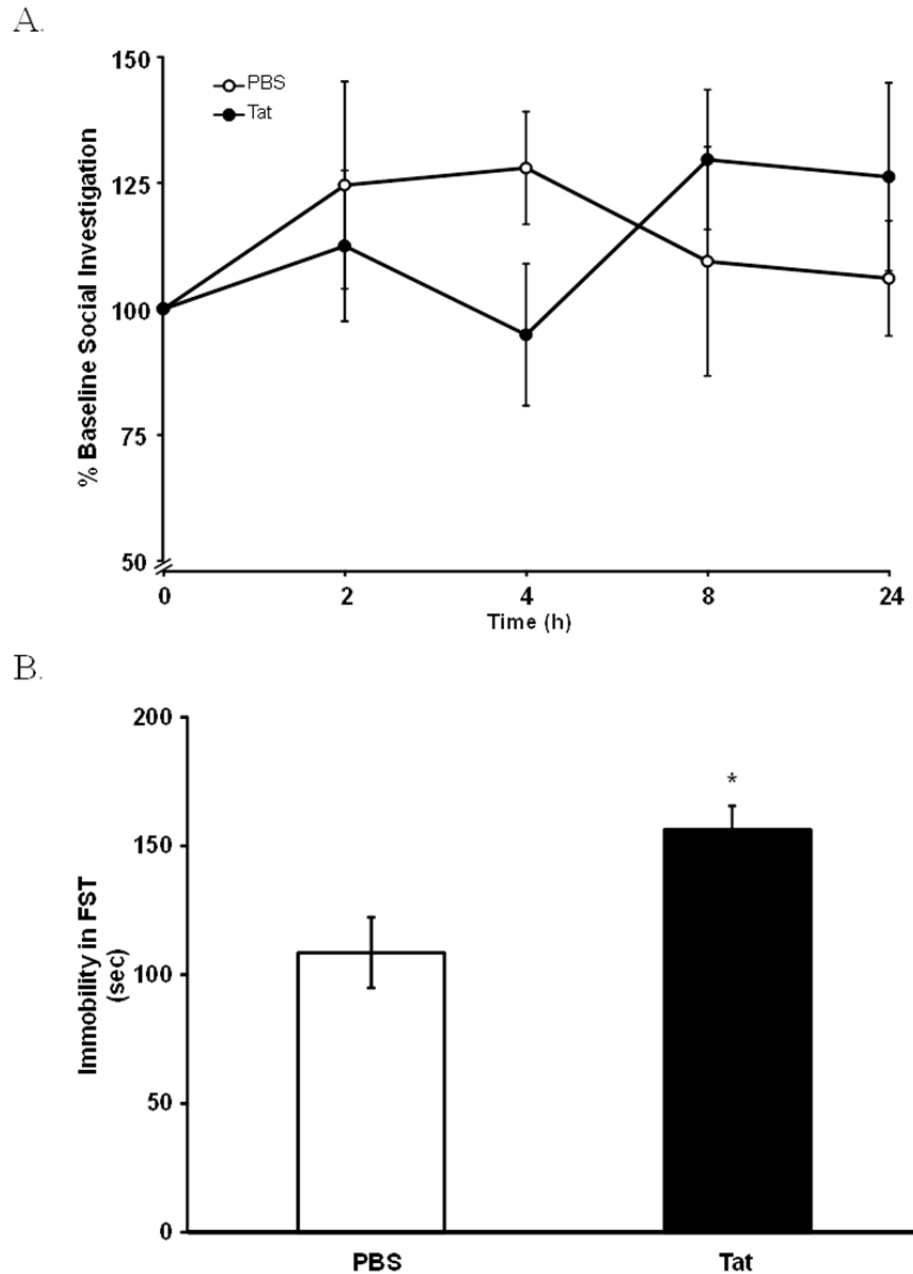 A.
150
PBS
Tat
125
100
75
50
% Baseline Social Investigation
0 2 4 8 24
Time (h)
B.
200
150
100
50
0
Immobility in FST
(sec)
*
PBS Tat